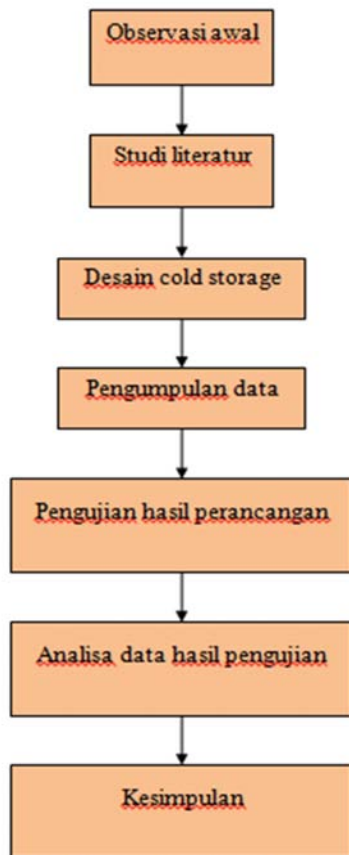 Observasi awal
Studi literatur
Desain cold storage
Pengumpulan data
Pengujian hasil perancangan
Analisa data hasil pengujian
Kesimpulan